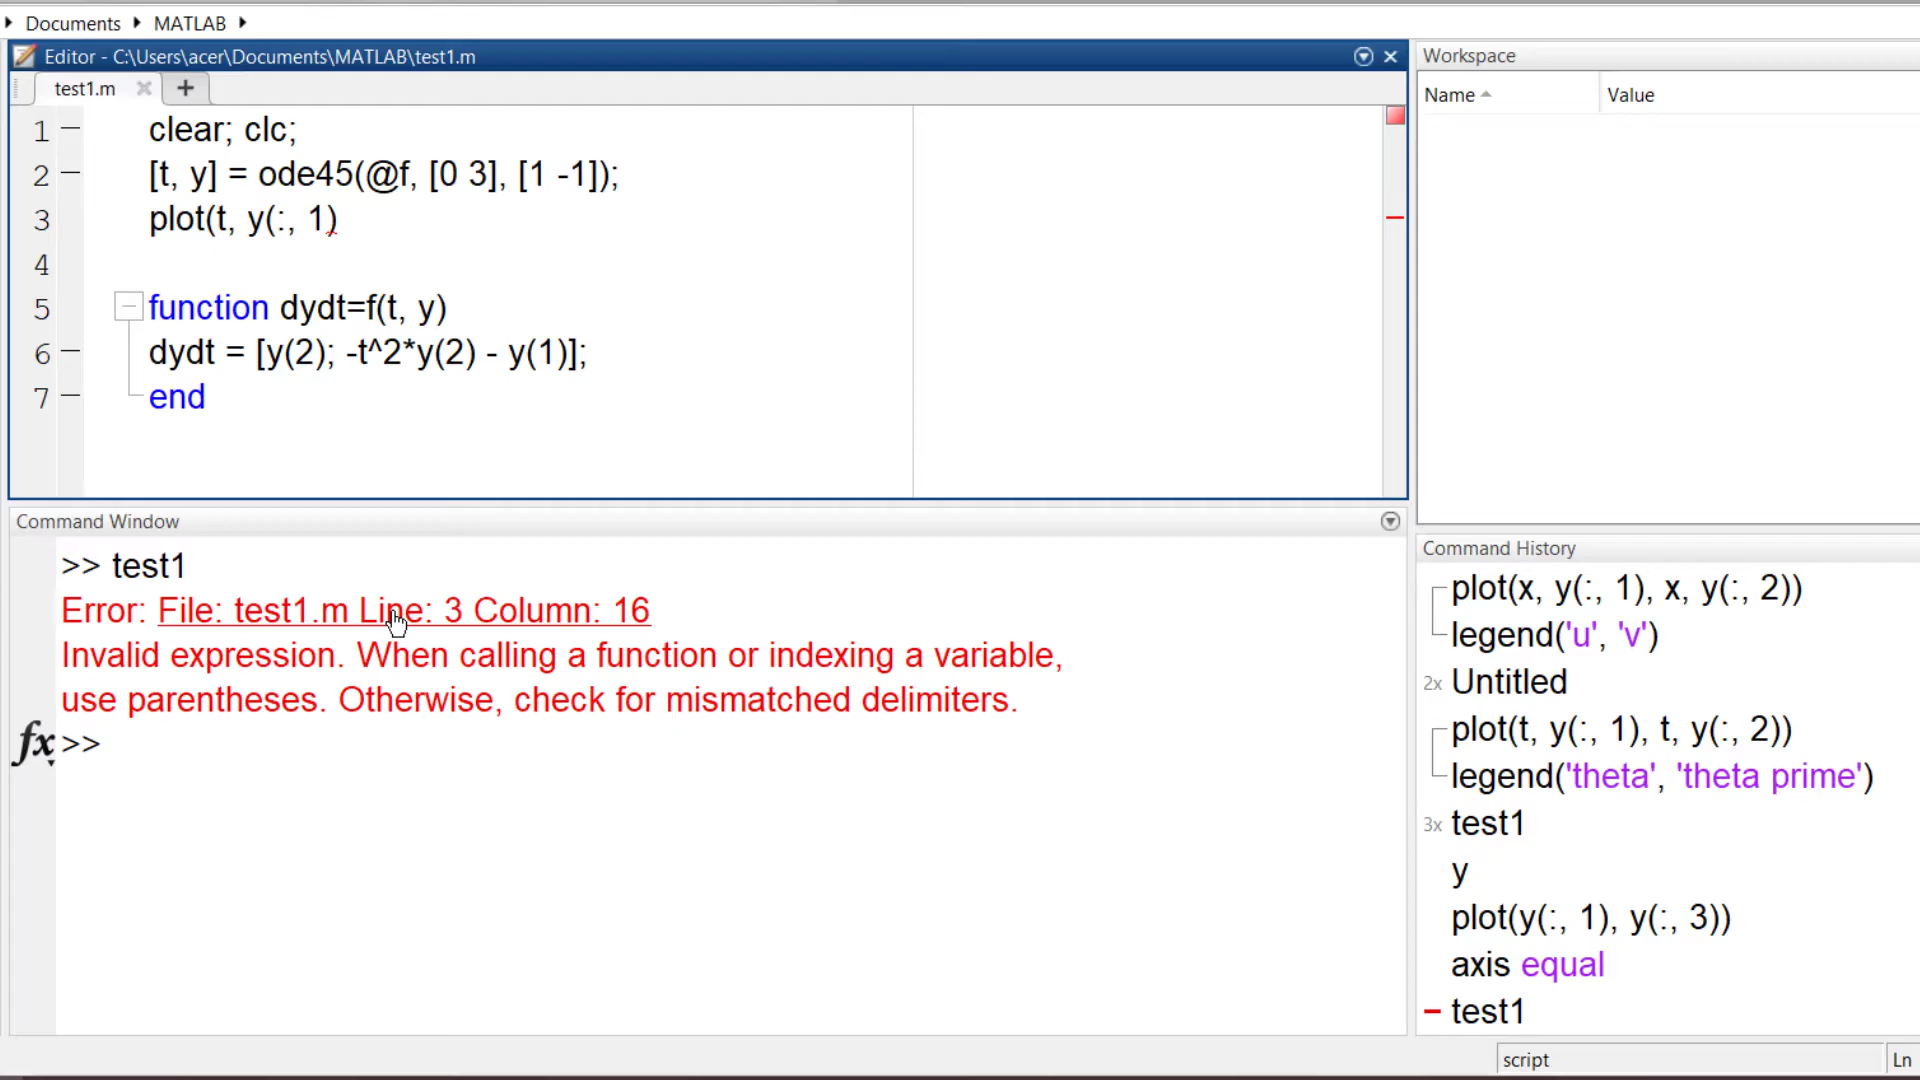 Documents MATLAB
Editor - C:\Users\acer\Documents\MATLAB\test1.m
test1.m
1 clear; clc;
2 [t, y] = ode45(@f, [0 3], [1 -1]);
3 plot(t, y(:, 1)
4
5 function dydt=f(t, y)
6 dydt = [y(2); -t^2*y(2) - y(1)];
7 end
Command Window
>> test1
Error: File: test1.m Line: 3 Column: 16
Invalid expression. When calling a function or indexing a variable,
use parentheses. Otherwise, check for mismatched delimiters.
fx >>
Workspace
Name Value
Command History
plot(x, y(:, 1), x, y(:, 2))
legend('u', 'v')
2x Untitled
plot(t, y(:, 1), t, y(:, 2))
legend('theta', 'theta prime')
3x test1
y
plot(y(:, 1), y(:, 3))
axis equal
test1
script Ln